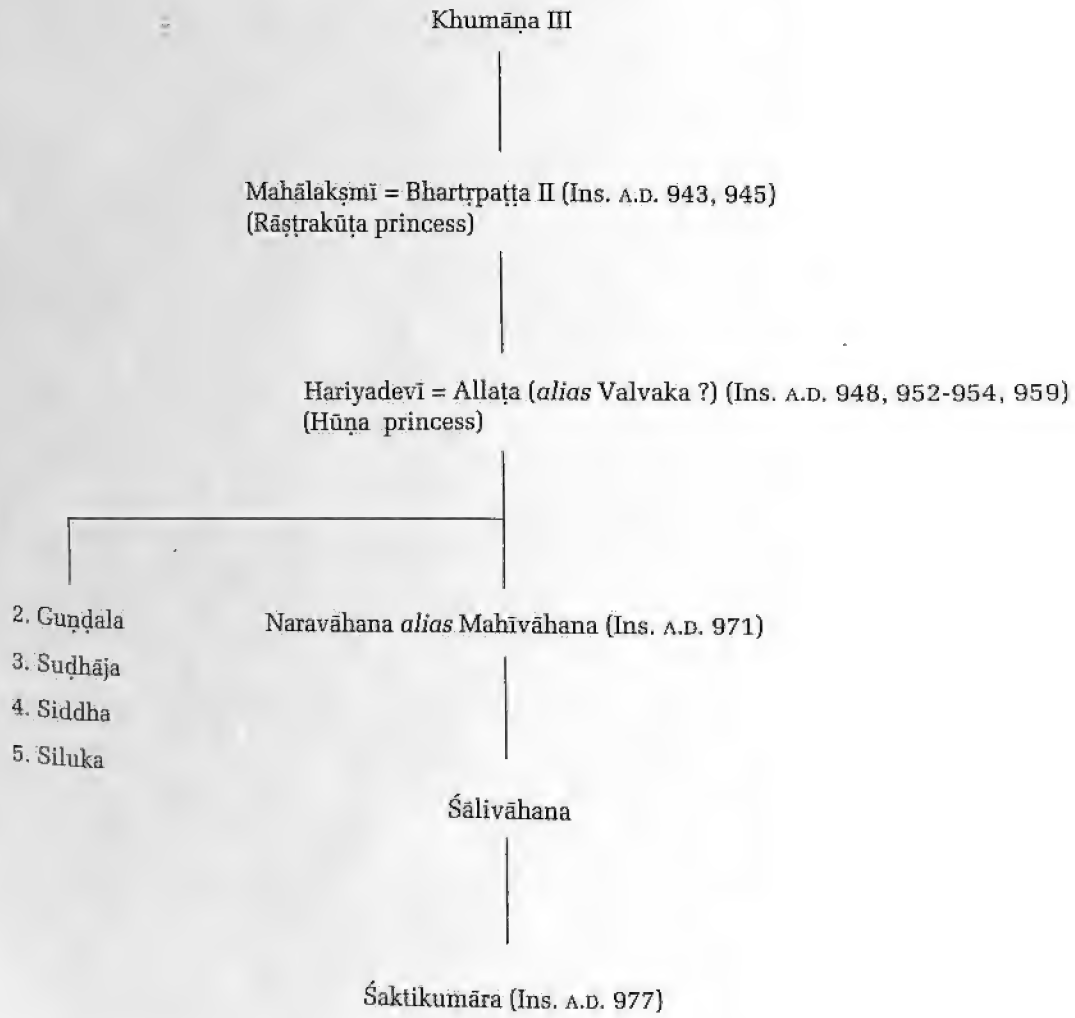 Khumāṇa III
Mahālakṣmī = Bhartṛpaṭṭa II (Ins. A.D. 943, 945)
(Rāṣṭrakūṭa princess)
Hariyadevī = Allaṭa (alias Valvaka ?) (Ins. A.D. 948, 952-954, 959)
(Hūṇa princess)
2. Guṇḍala
Naravāhana alias Mahīvāhana (Ins. A.D. 971)
3. Suḍhāja
4. Siddha
5. Siluka
Śālivāhana
Śaktikumāra (Ins. A.D. 977)